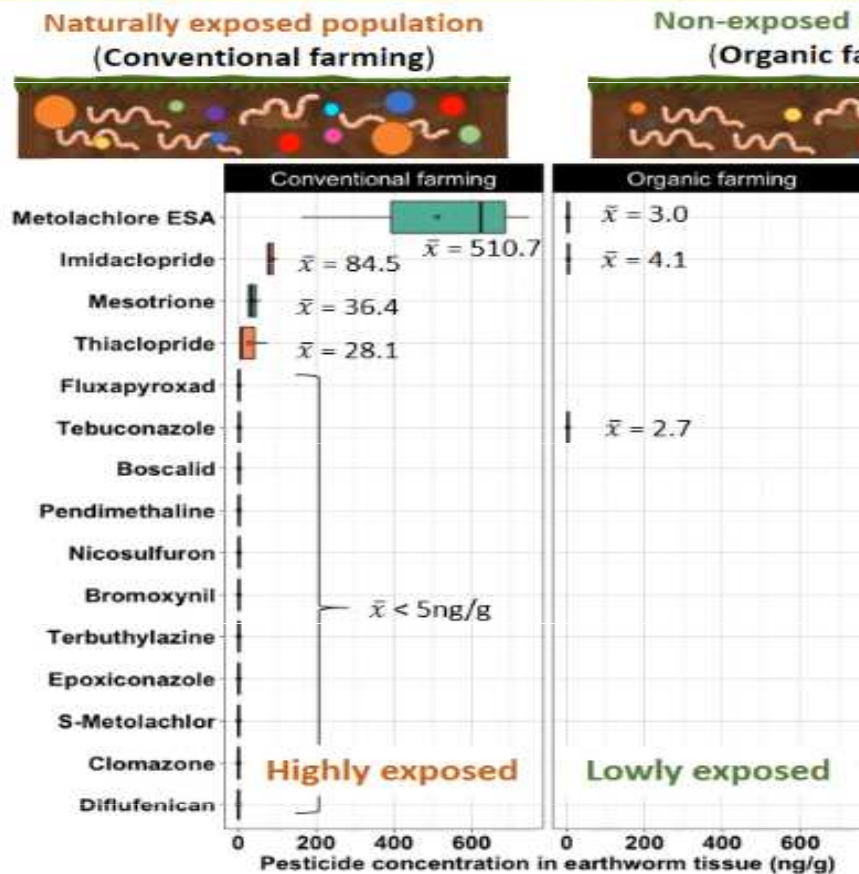 Naturally exposed population
(Conventional farming)
Non-exposed
(Organic fa
Conventional farming
Organic farming
Metolachlore ESA
x̄ = 510.7
x̄ = 3.0
Imidaclopride
x̄ = 84.5
x̄ = 4.1
Mesotrione
x̄ = 36.4
Thiaclopride
x̄ = 28.1
Fluxapyroxad
Tebuconazole
x̄ = 2.7
Boscalid
Pendimethaline
Nicosulfuron
Bromoxynil
x̄ < 5ng/g
Terbuthylazine
Epoxiconazole
S-Metolachlor
Clomazone
Diflufenican
Highly exposed
Lowly exposed
0 200 400 600
0 200 400 600
Pesticide concentration in earthworm tissue (ng/g)